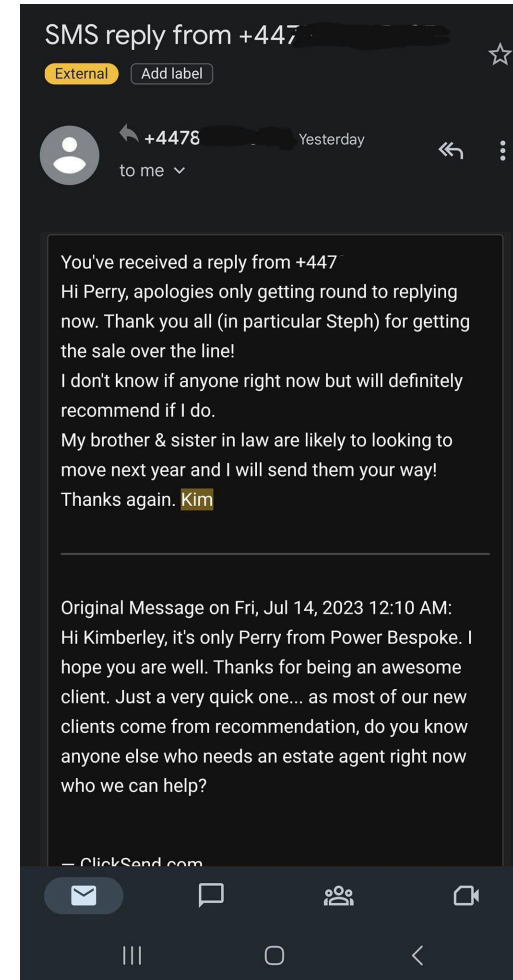 SMS reply from +447
External
Add label
+4478
Yesterday
to me
You've received a reply from +447
Hi Perry, apologies only getting round to replying
now. Thank you all (in particular Steph) for getting
the sale over the line!
I don't know if anyone right now but will definitely
recommend if I do.
My brother & sister in law are likely to looking to
move next year and I will send them your way!
Thanks again. Kim
Original Message on Fri, Jul 14, 2023 12:10 AM:
Hi Kimberley, it's only Perry from Power Bespoke. I
hope you are well. Thanks for being an awesome
client. Just a very quick one... as most of our new
clients come from recommendation, do you know
anyone else who needs an estate agent right now
who we can help?
— ClickSend.com